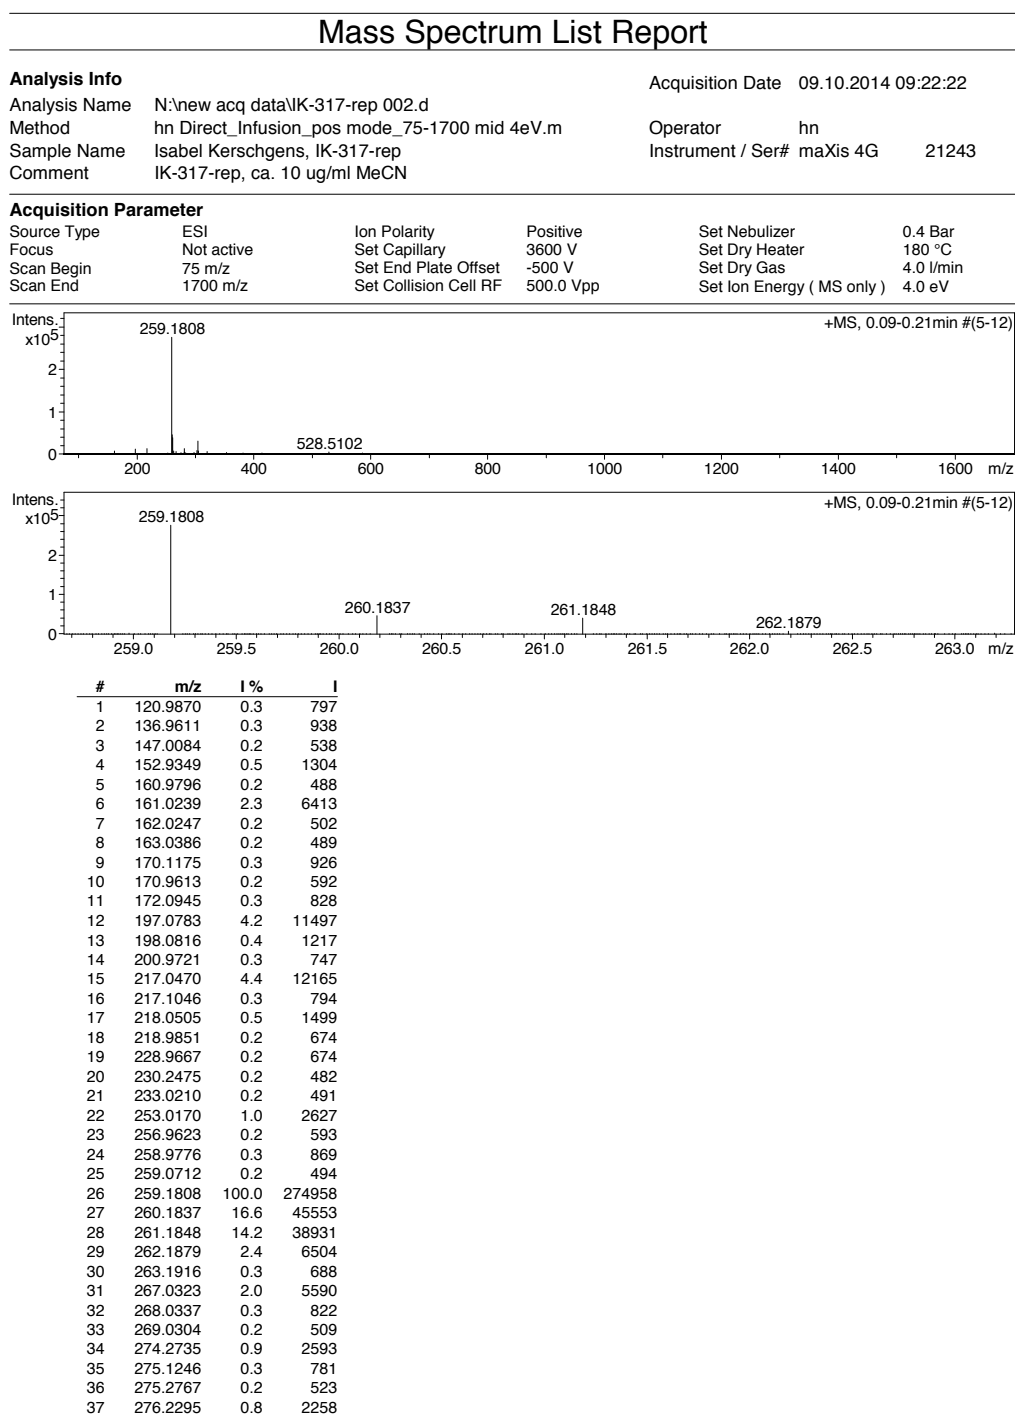 Mass Spectrum List Report
Analysis Info
Acquisition Date 09.10.2014 09:22:22
Analysis Name N:\new acq data\IK-317-rep 002.d
Method hn Direct_Infusion_pos mode_75-1700 mid 4eV.m Operator hn
Sample Name Isabel Kerschgens, IK-317-rep Instrument / Ser# maXis 4G 21243
Comment IK-317-rep, ca. 10 ug/ml MeCN
Acquisition Parameter
Source Type ESI Ion Polarity Positive Set Nebulizer 0.4 Bar
Focus Not active Set Capillary 3600 V Set Dry Heater 180 °C
Scan Begin 75 m/z Set End Plate Offset -500 V Set Dry Gas 4.0 l/min
Scan End 1700 m/z Set Collision Cell RF 500.0 Vpp Set Ion Energy ( MS only ) 4.0 eV
Intens. +MS, 0.09-0.21min #(5-12)
x10^5
259.1808
2
1
528.5102
0
200 400 600 800 1000 1200 1400 1600 m/z
Intens. +MS, 0.09-0.21min #(5-12)
x10^5
259.1808
2
1
260.1837 261.1848 262.1879
0
259.0 259.5 260.0 260.5 261.0 261.5 262.0 262.5 263.0 m/z
# m/z I % I
1 120.9870 0.3 797
2 136.9611 0.3 938
3 147.0084 0.2 538
4 152.9349 0.5 1304
5 160.9796 0.2 488
6 161.0239 2.3 6413
7 162.0247 0.2 502
8 163.0386 0.2 489
9 170.1175 0.3 926
10 170.9613 0.2 592
11 172.0945 0.3 828
12 197.0783 4.2 11497
13 198.0816 0.4 1217
14 200.9721 0.3 747
15 217.0470 4.4 12165
16 217.1046 0.3 794
17 218.0505 0.5 1499
18 218.9851 0.2 674
19 228.9667 0.2 674
20 230.2475 0.2 482
21 233.0210 0.2 491
22 253.0170 1.0 2627
23 256.9623 0.2 593
24 258.9776 0.3 869
25 259.0712 0.2 494
26 259.1808 100.0 274958
27 260.1837 16.6 45553
28 261.1848 14.2 38931
29 262.1879 2.4 6504
30 263.1916 0.3 688
31 267.0323 2.0 5590
32 268.0337 0.3 822
33 269.0304 0.2 509
34 274.2735 0.9 2593
35 275.1246 0.3 781
36 275.2767 0.2 523
37 276.2295 0.8 2258